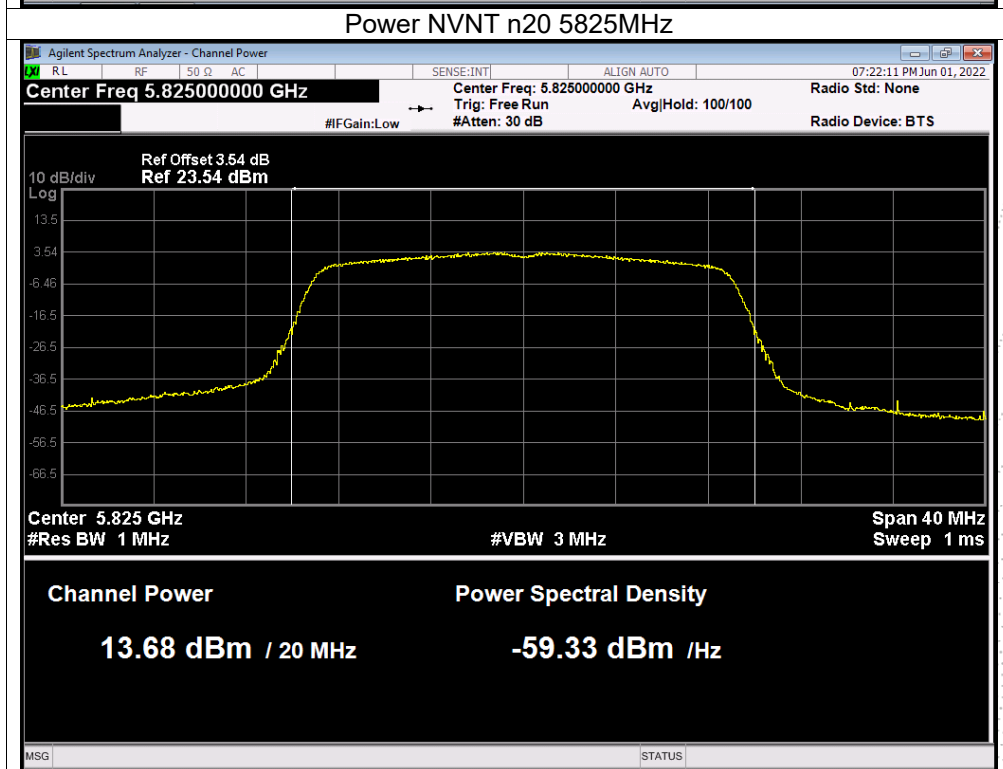 Power NVNT n20 5825MHz
Agilent Spectrum Analyzer - Channel Power
LXI RL RF 50 Ω AC SENSE:INT ALIGN AUTO 07:22:11 PM Jun 01, 2022
Center Freq 5.825000000 GHz Center Freq: 5.825000000 GHz Radio Std: None
Trig: Free Run Avg|Hold: 100/100
#IFGain:Low #Atten: 30 dB Radio Device: BTS
Ref Offset 3.54 dB
10 dB/div Ref 23.54 dBm
Log
13.5
3.54
-6.46
-16.5
-26.5
-36.5
-46.5
-56.5
-66.5
Center 5.825 GHz Span 40 MHz
#Res BW 1 MHz #VBW 3 MHz Sweep 1 ms
Channel Power Power Spectral Density
13.68 dBm / 20 MHz -59.33 dBm /Hz
MSG STATUS